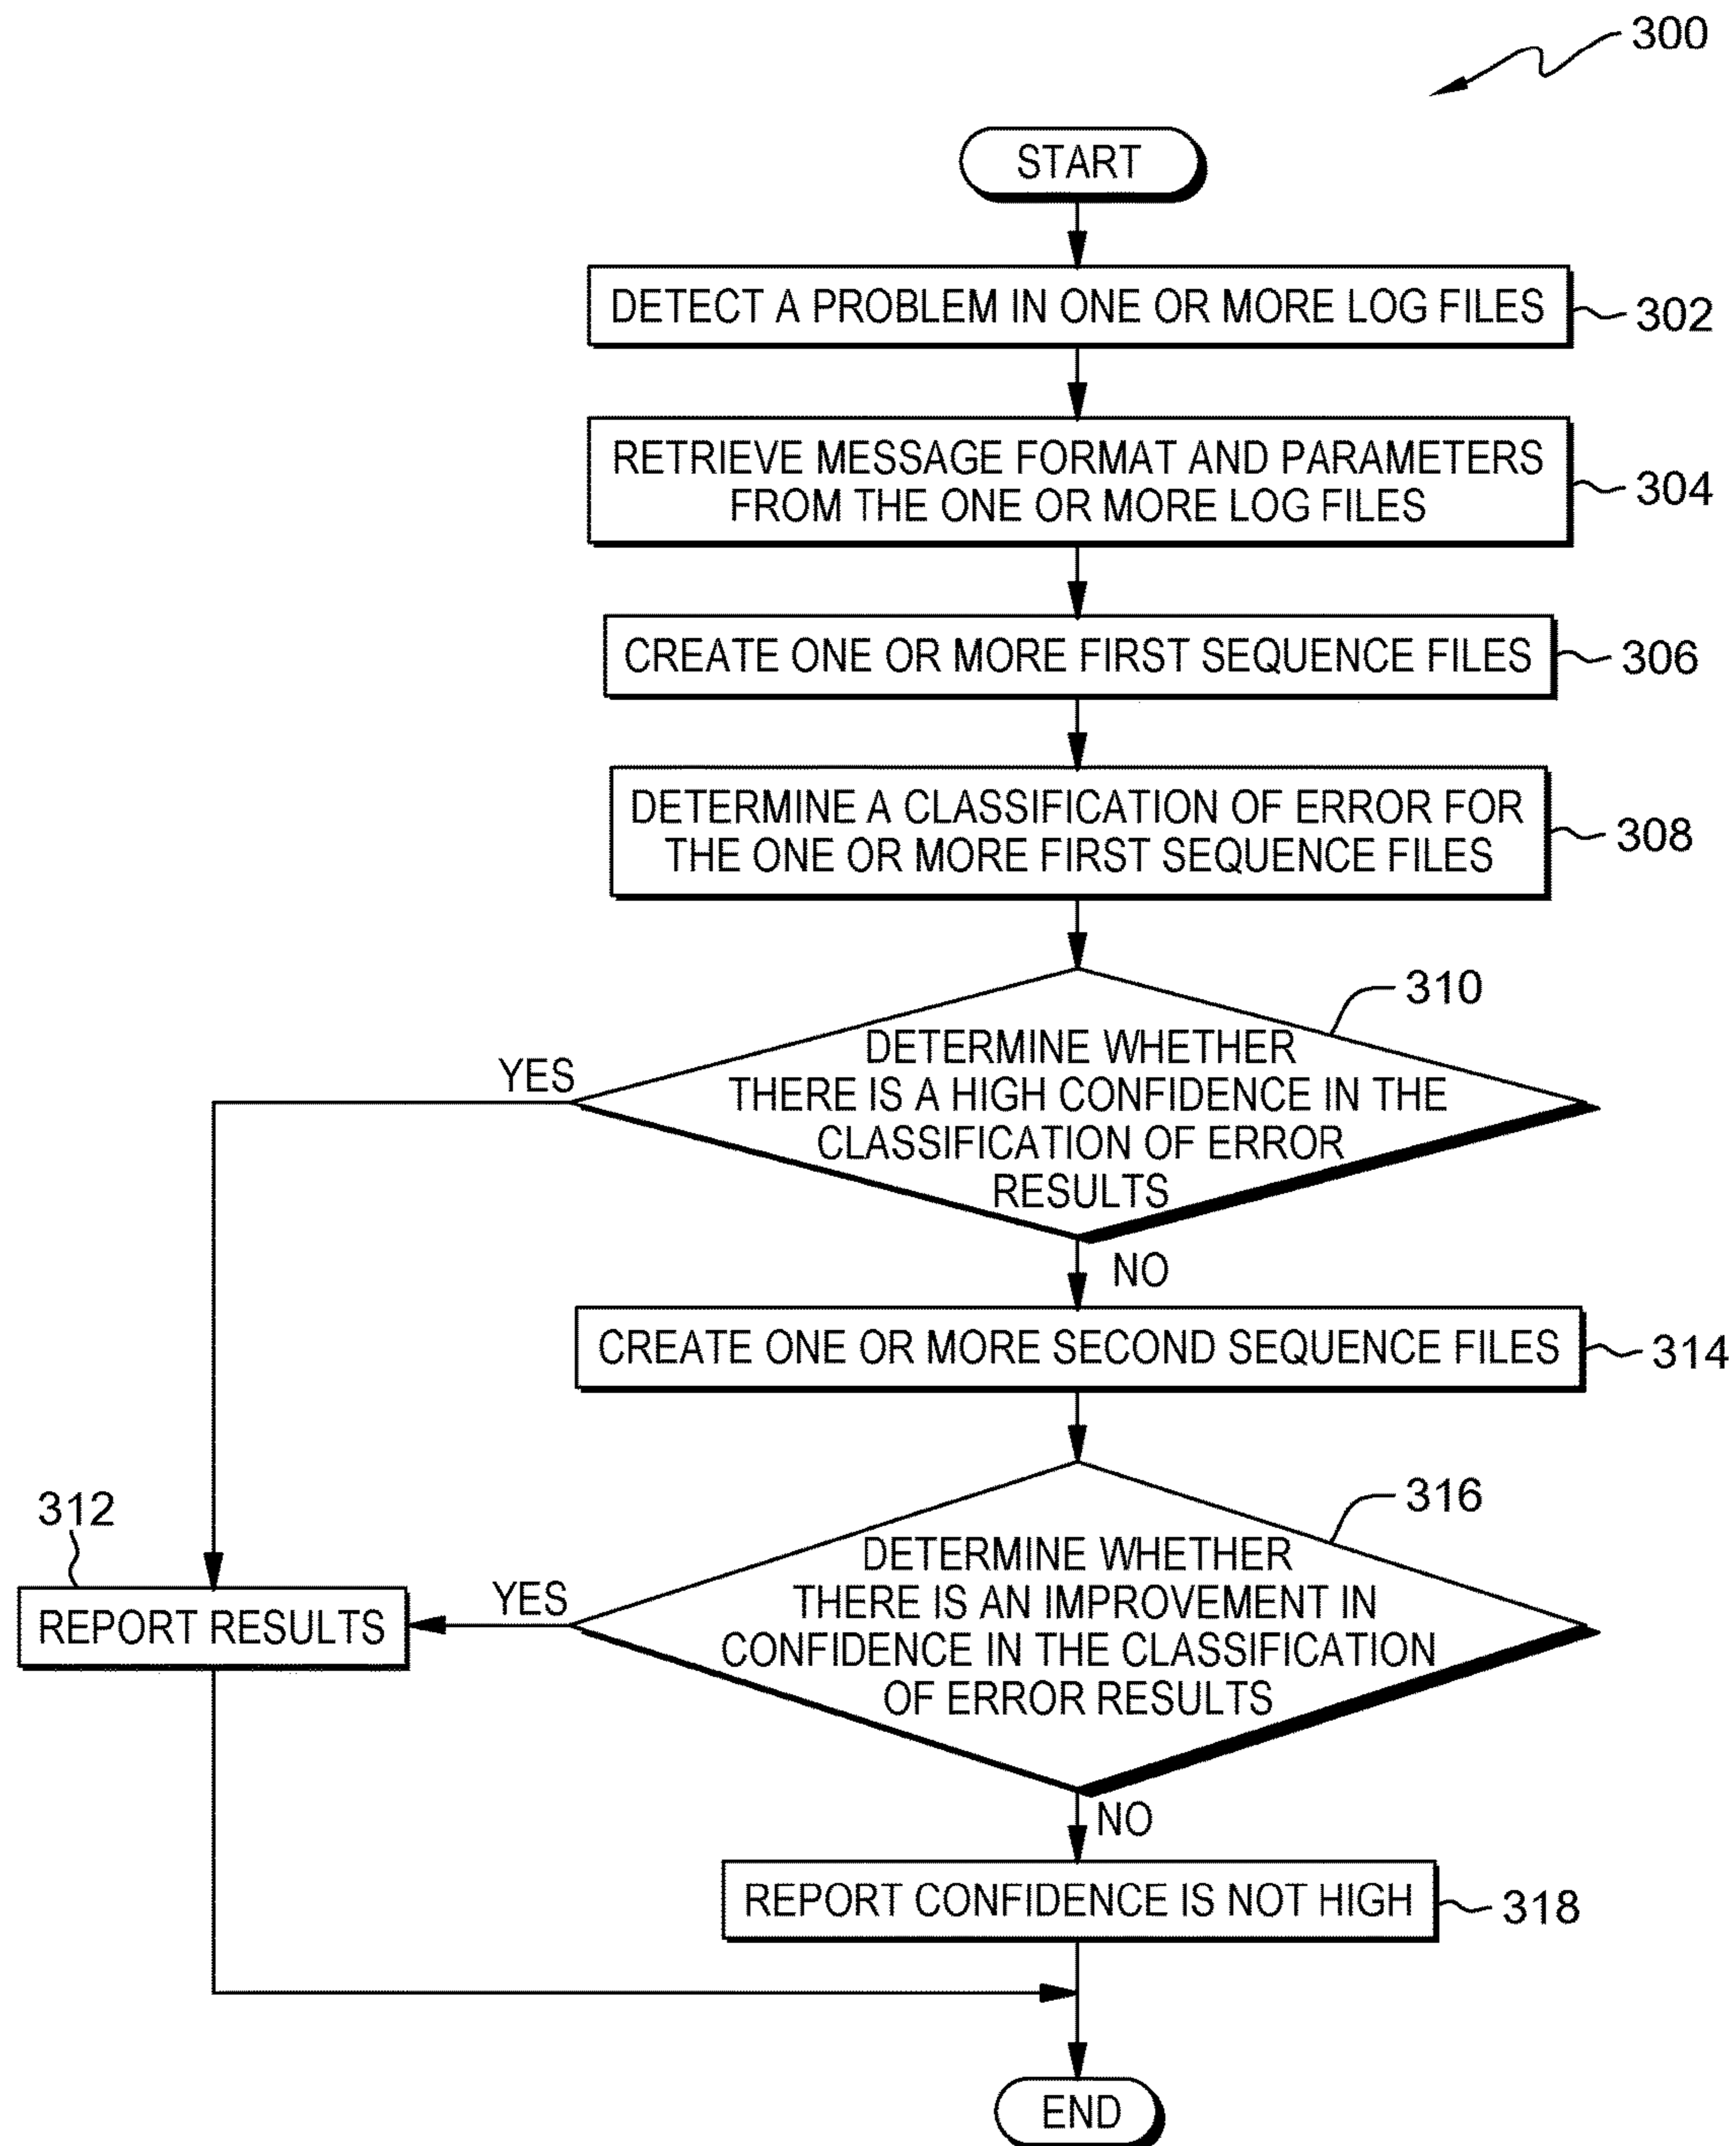 300
START
DETECT A PROBLEM IN ONE OR MORE LOG FILES
302
RETRIEVE MESSAGE FORMAT AND PARAMETERS
FROM THE ONE OR MORE LOG FILES
304
CREATE ONE OR MORE FIRST SEQUENCE FILES
306
DETERMINE A CLASSIFICATION OF ERROR FOR
THE ONE OR MORE FIRST SEQUENCE FILES
308
310
DETERMINE WHETHER
THERE IS A HIGH CONFIDENCE IN THE
CLASSIFICATION OF ERROR
RESULTS
YES
NO
CREATE ONE OR MORE SECOND SEQUENCE FILES
314
316
DETERMINE WHETHER
THERE IS AN IMPROVEMENT IN
CONFIDENCE IN THE CLASSIFICATION
OF ERROR RESULTS
YES
312
REPORT RESULTS
NO
REPORT CONFIDENCE IS NOT HIGH
318
END